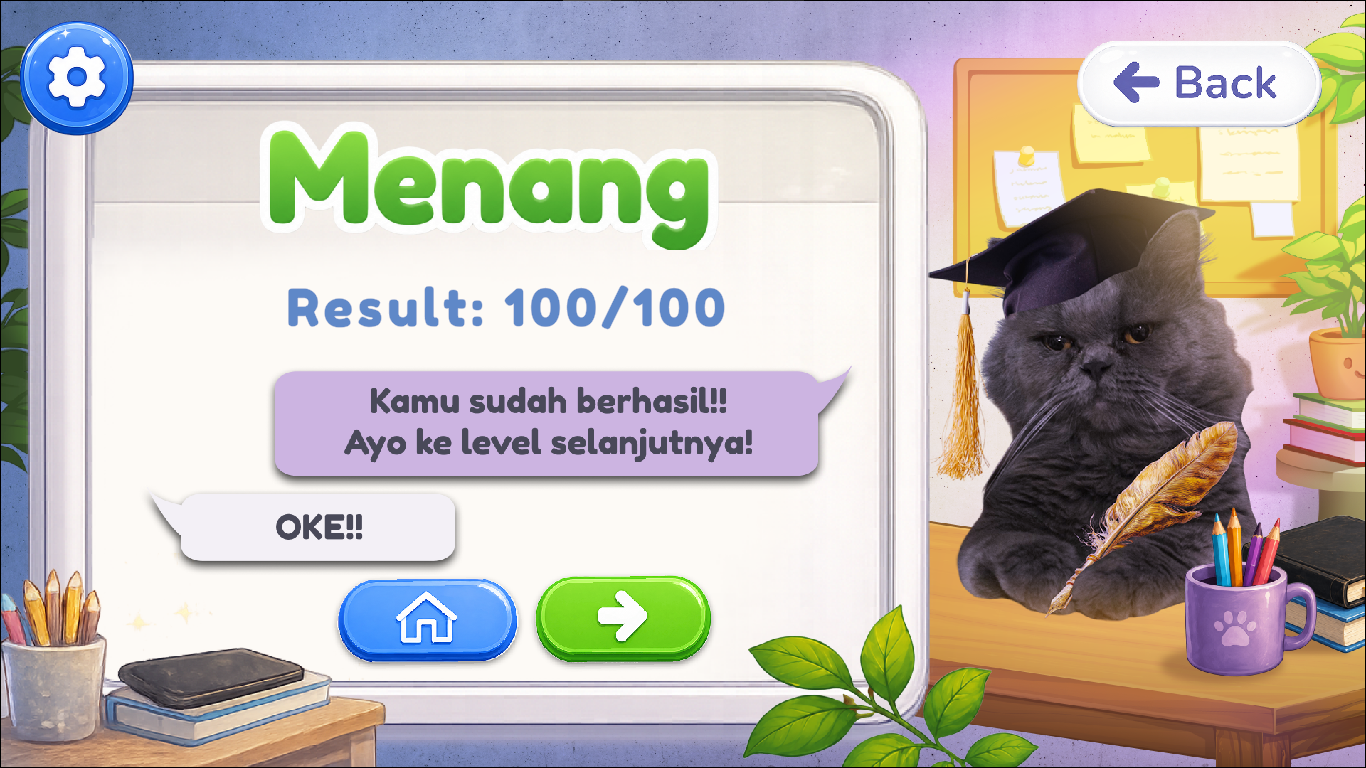 Back
Menang
Result: 100/100
Kamu sudah berhasil!!
Ayo ke level selanjutnya!
OKE!!